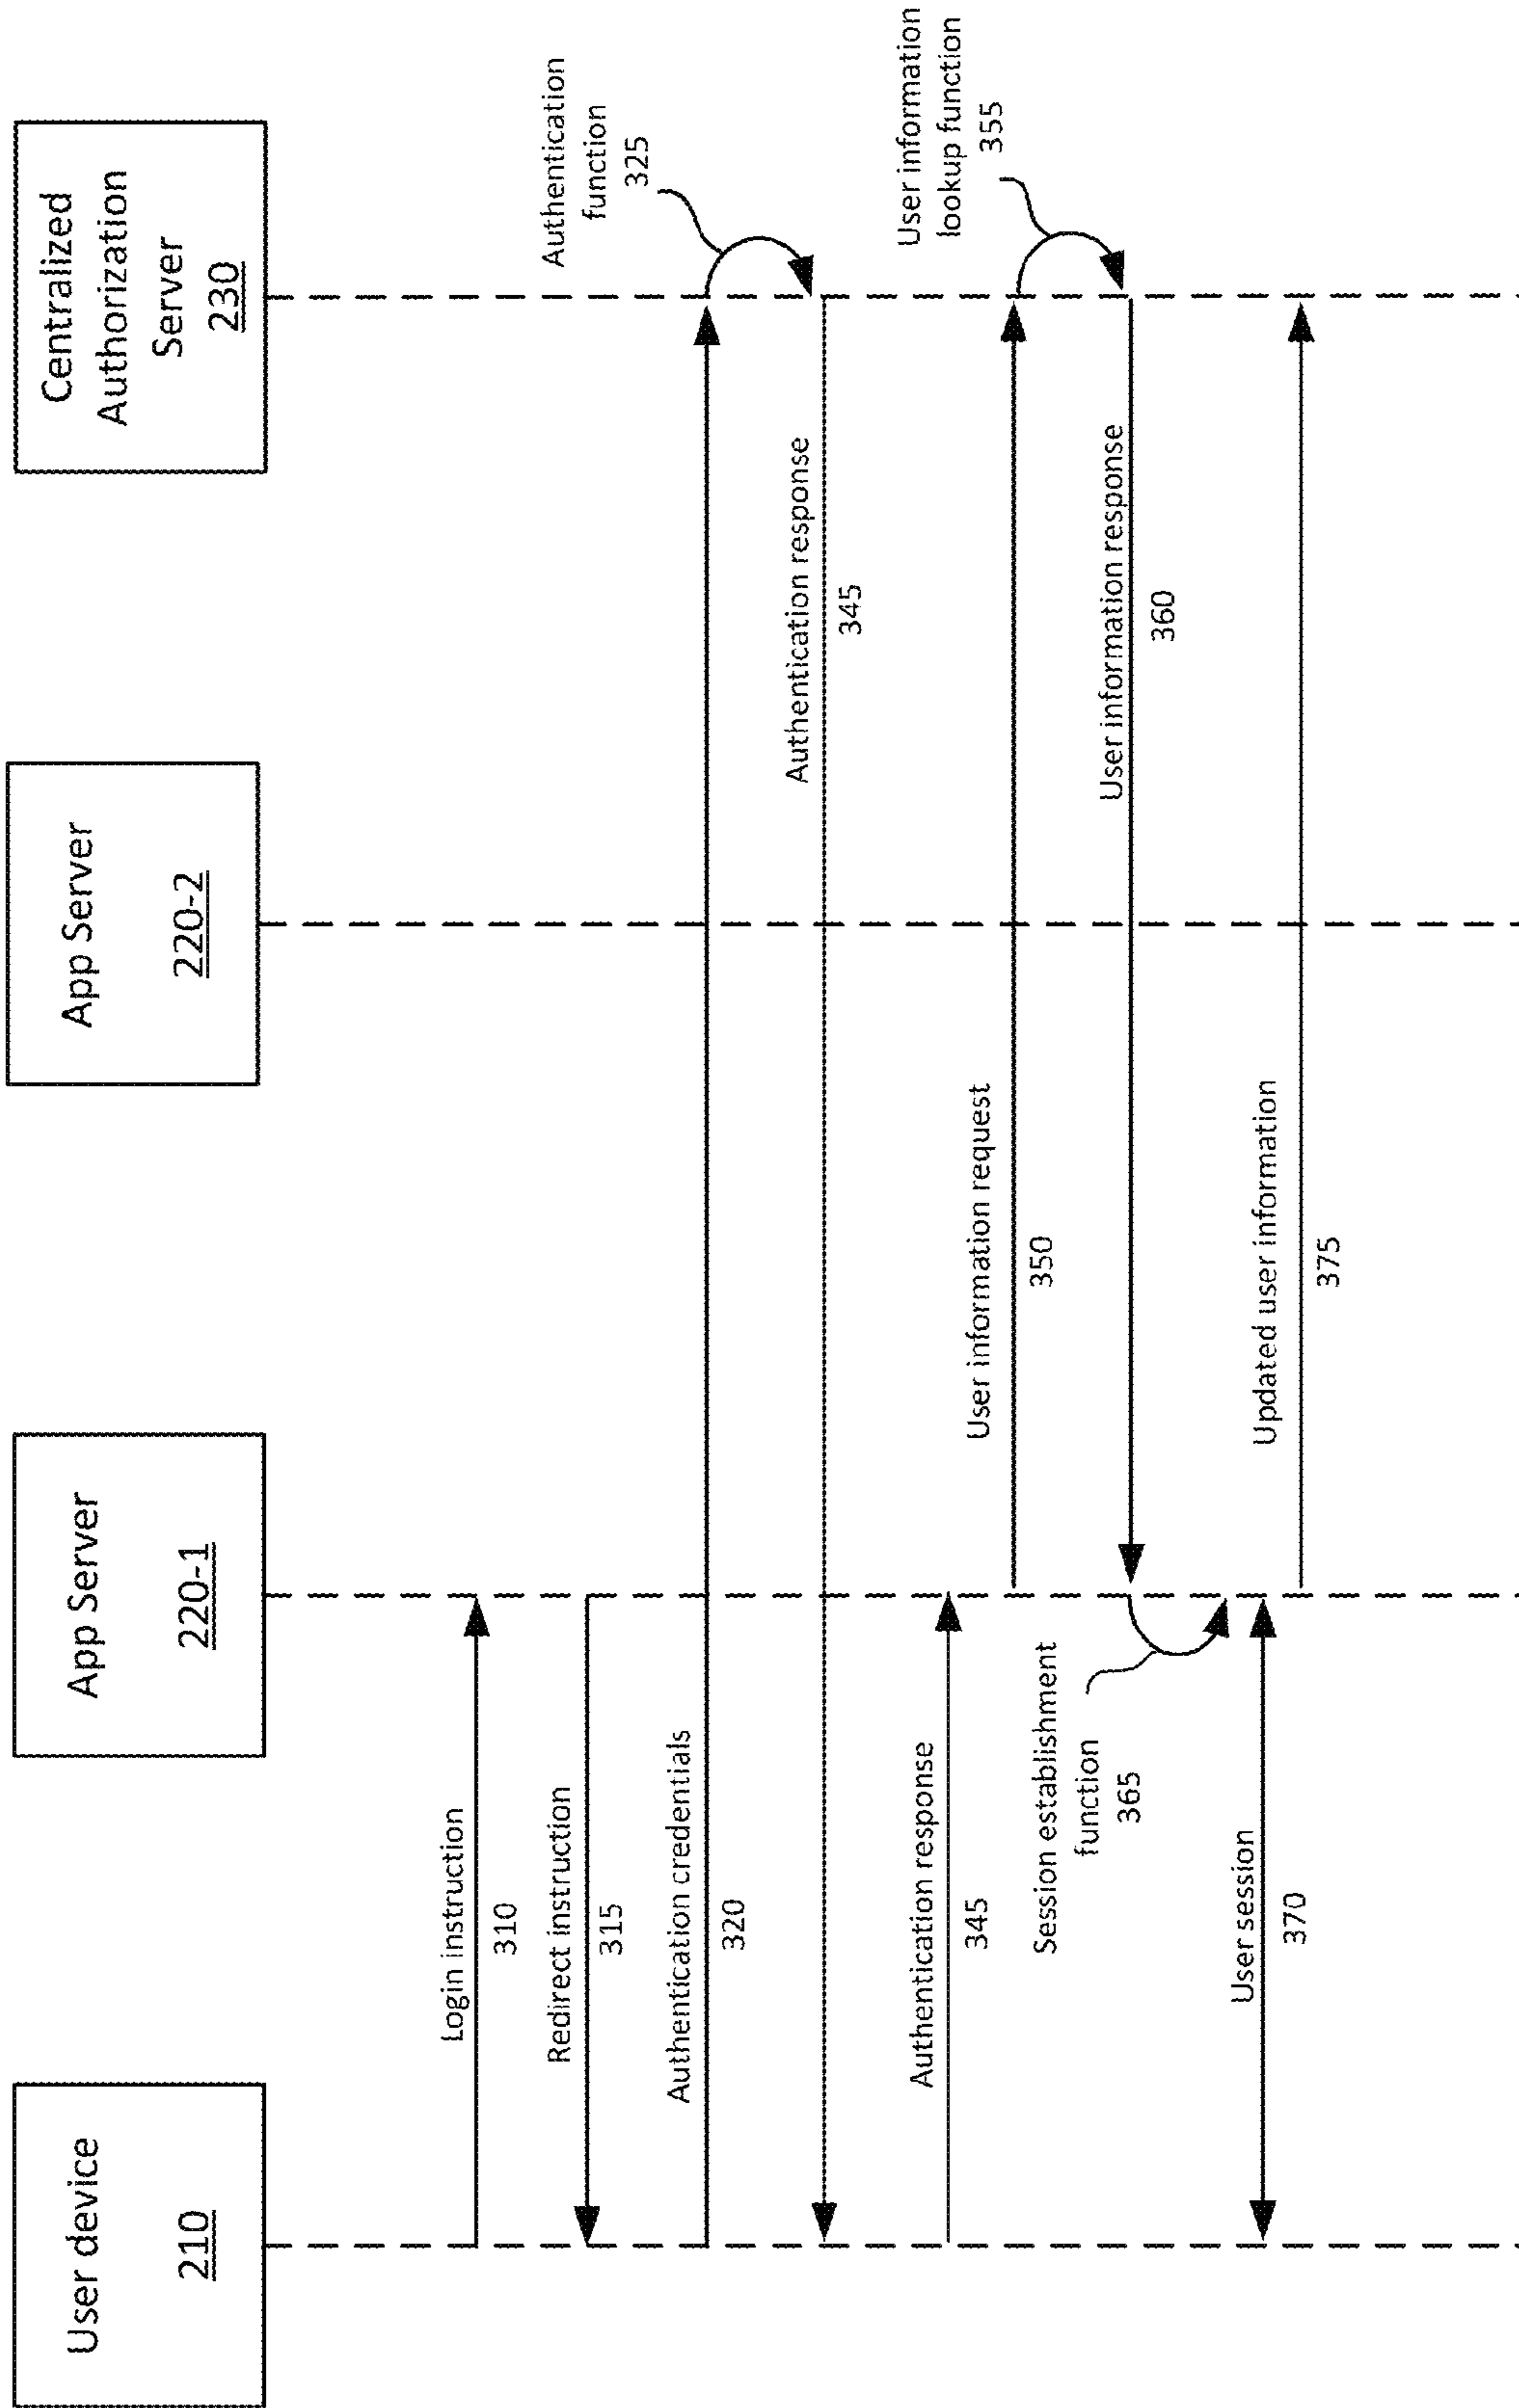 User device
210
App Server
220-1
App Server
220-2
Centralized
Authorization
Server
230
Login instruction
310
Redirect instruction
315
Authentication credentials
320
Authentication
function
325
Authentication response
345
Authentication response
345
User information request
350
User information
lookup function
355
User information response
360
Session establishment
function
365
User session
370
Updated user information
375